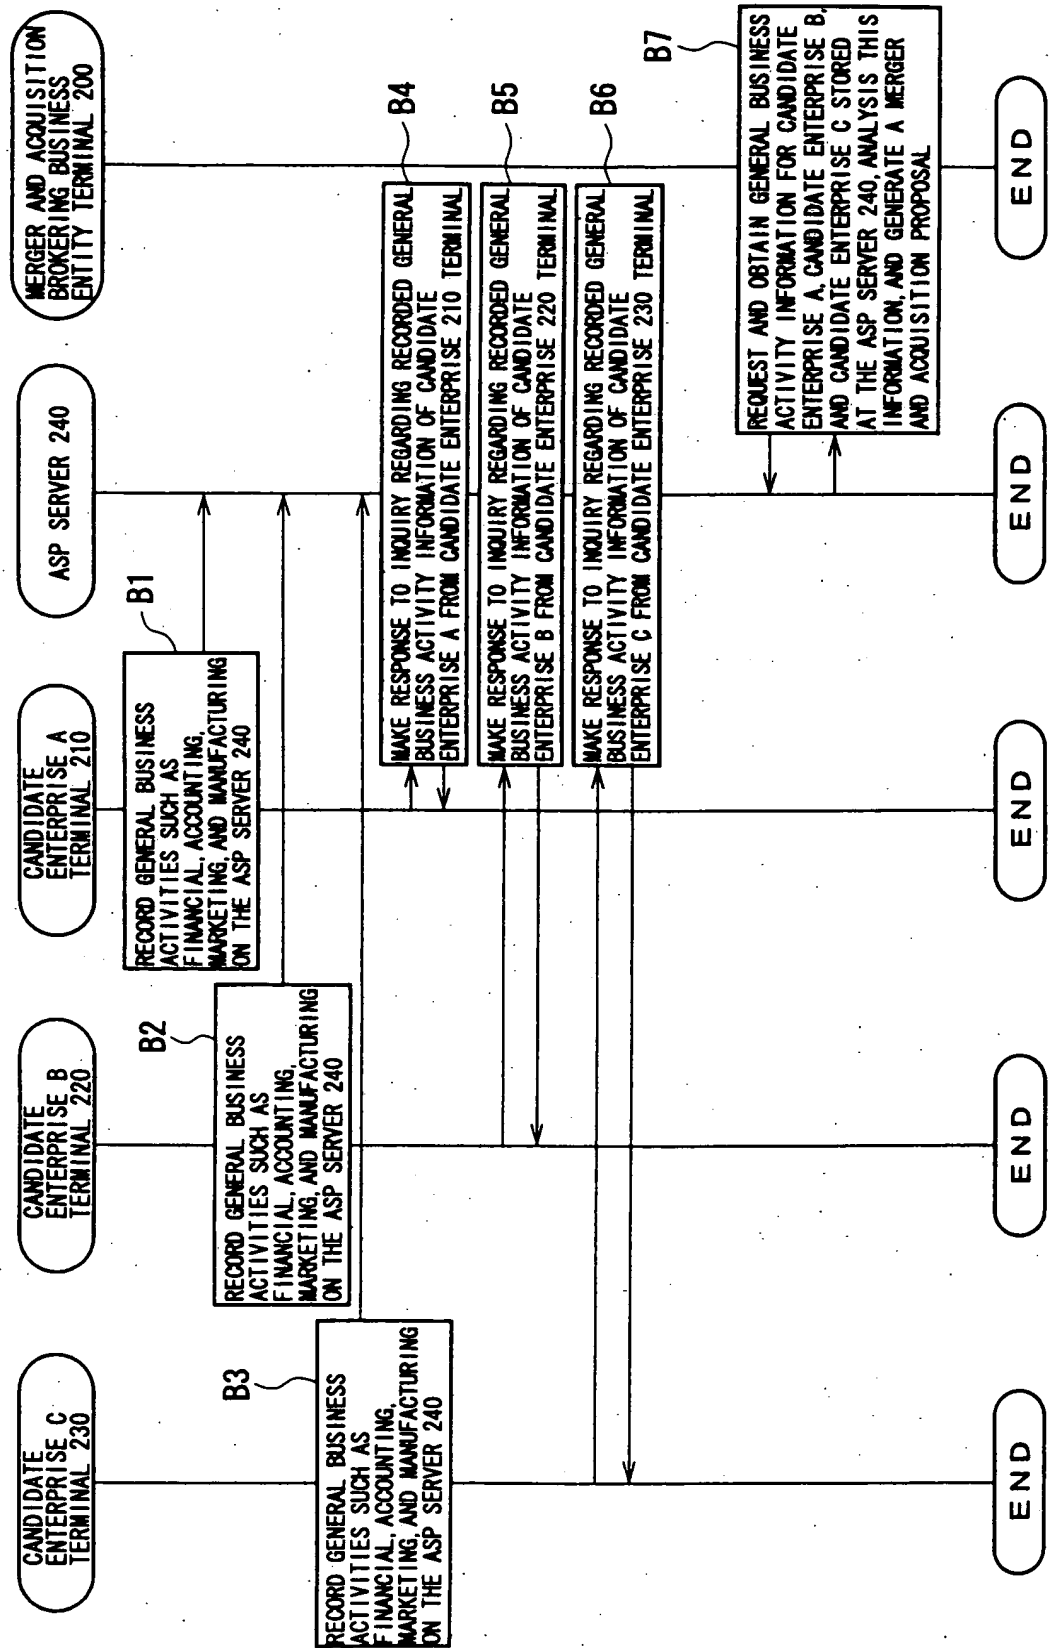 CANDIDATE
ENTERPRISE C
TERMINAL 230
CANDIDATE
ENTERPRISE B
TERMINAL 220
CANDIDATE
ENTERPRISE A
TERMINAL 210
ASP SERVER 240
MERGER AND ACQUISITION
BROKERING BUSINESS
ENTITY TERMINAL 200
B1
RECORD GENERAL BUSINESS
ACTIVITIES SUCH AS
FINANCIAL, ACCOUNTING,
MARKETING, AND MANUFACTURING
ON THE ASP SERVER 240
B2
RECORD GENERAL BUSINESS
ACTIVITIES SUCH AS
FINANCIAL, ACCOUNTING,
MARKETING, AND MANUFACTURING
ON THE ASP SERVER 240
B3
RECORD GENERAL BUSINESS
ACTIVITIES SUCH AS
FINANCIAL, ACCOUNTING,
MARKETING, AND MANUFACTURING
ON THE ASP SERVER 240
B4
MAKE RESPONSE TO INQUIRY REGARDING RECORDED GENERAL
BUSINESS ACTIVITY INFORMATION OF CANDIDATE
ENTERPRISE A FROM CANDIDATE ENTERPRISE 210 TERMINAL
B5
MAKE RESPONSE TO INQUIRY REGARDING RECORDED GENERAL
BUSINESS ACTIVITY INFORMATION OF CANDIDATE
ENTERPRISE B FROM CANDIDATE ENTERPRISE 220 TERMINAL
B6
MAKE RESPONSE TO INQUIRY REGARDING RECORDED GENERAL
BUSINESS ACTIVITY INFORMATION OF CANDIDATE
ENTERPRISE C FROM CANDIDATE ENTERPRISE 230 TERMINAL
B7
REQUEST AND OBTAIN GENERAL BUSINESS
ACTIVITY INFORMATION FOR CANDIDATE
ENTERPRISE A, CANDIDATE ENTERPRISE B,
AND CANDIDATE ENTERPRISE C STORED
AT THE ASP SERVER 240, ANALYSIS THIS
INFORMATION, AND GENERATE A MERGER
AND ACQUISITION PROPOSAL
END
END
END
END
END